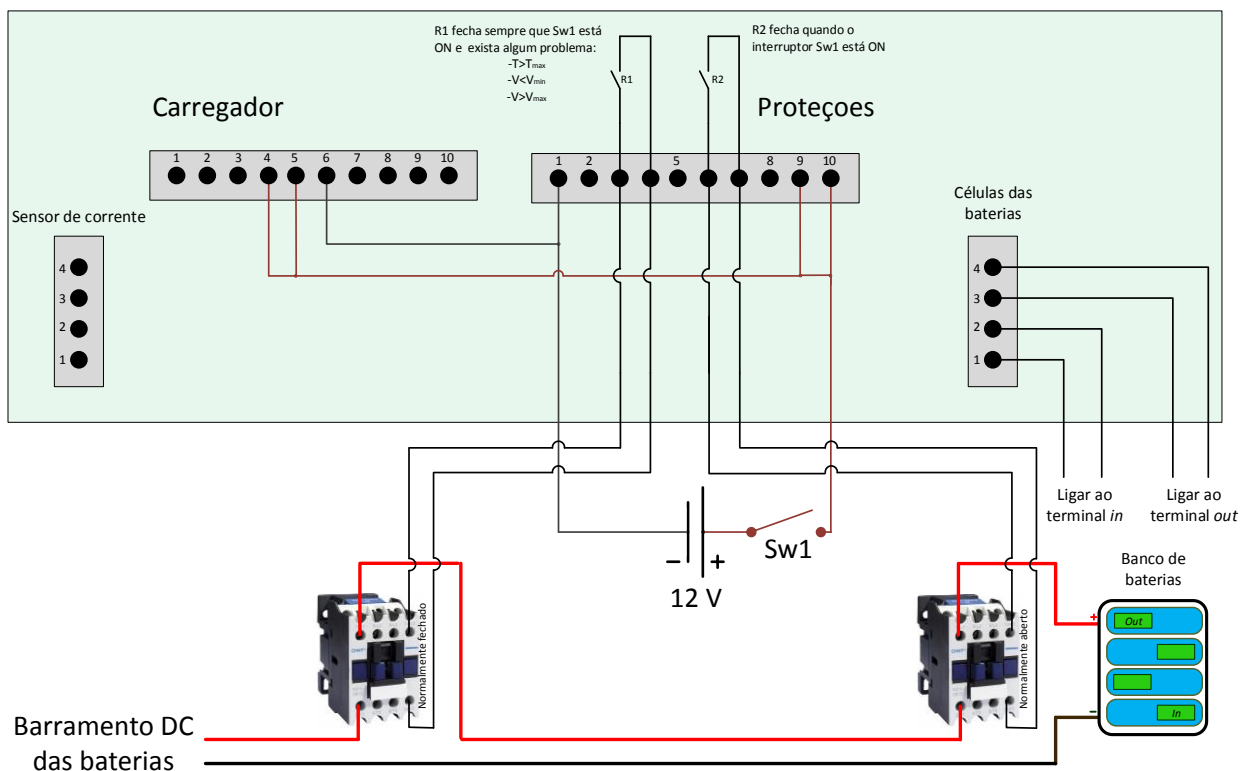 R1 fecha sempre que Sw1 está
ON e exista algum problema:
-T>Tmax
-V<Vmin
-V>Vmax
R2 fecha quando o
interruptor Sw1 está ON
R1
R2
Carregador
Proteçoes
1 2 3 4 5 6 7 8 9 10
1 2 5 8 9 10
Sensor de corrente
4
3
2
1
Células das
baterias
4
3
2
1
Ligar ao
terminal in
Ligar ao
terminal out
Sw1
− +
12 V
Banco de
baterias
Normalmente fechado
Normalmente aberto
+
Out
In
−
Barramento DC
das baterias